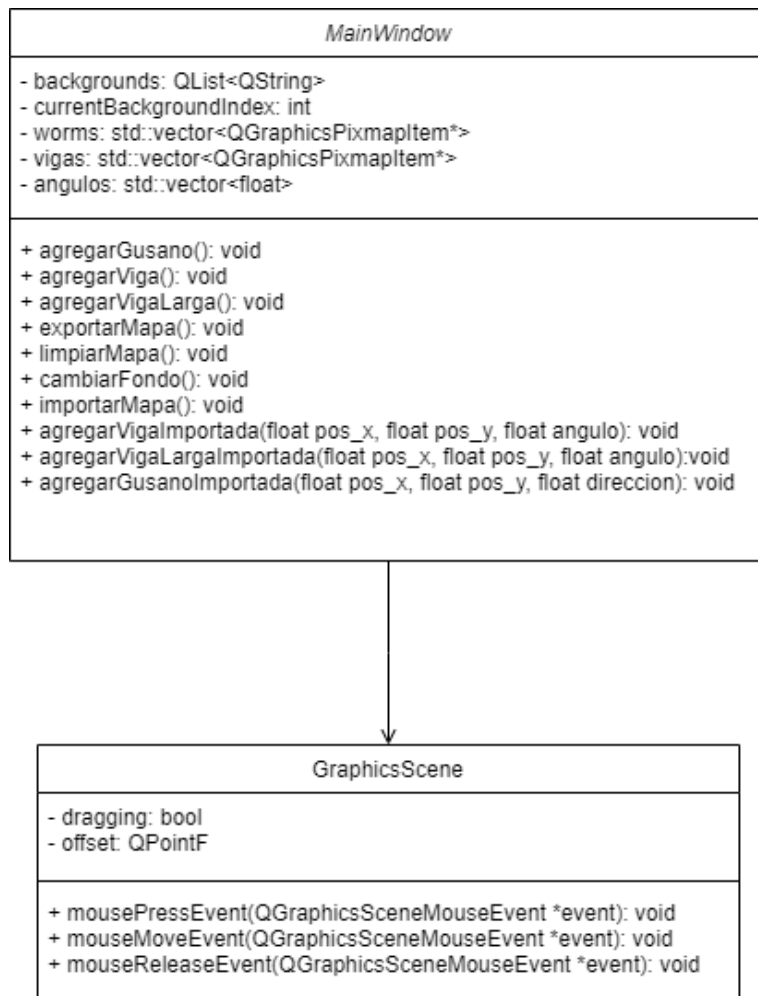 MainWindow
- backgrounds: QList<QString>
- currentBackgroundIndex: int
- worms: std::vector<QGraphicsPixmapItem*>
- vigas: std::vector<QGraphicsPixmapItem*>
- angulos: std::vector<float>
+ agregarGusano(): void
+ agregarViga(): void
+ agregarVigaLarga(): void
+ exportarMapa(): void
+ limpiarMapa(): void
+ cambiarFondo(): void
+ importarMapa(): void
+ agregarVigaImportada(float pos_x, float pos_y, float angulo): void
+ agregarVigaLargaImportada(float pos_x, float pos_y, float angulo):void
+ agregarGusanoImportada(float pos_x, float pos_y, float direccion): void
GraphicsScene
- dragging: bool
- offset: QPointF
+ mousePressEvent(QGraphicsSceneMouseEvent *event): void
+ mouseMoveEvent(QGraphicsSceneMouseEvent *event): void
+ mouseReleaseEvent(QGraphicsSceneMouseEvent *event): void